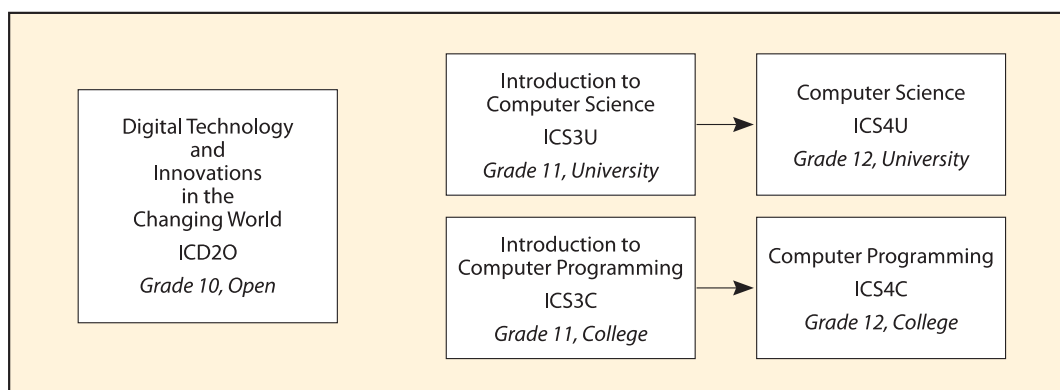 Digital Technology
and
Innovations
in the
Changing World
ICD2O
Grade 10, Open
Introduction to
Computer Science
ICS3U
Grade 11, University
Computer Science
ICS4U
Grade 12, University
Introduction to
Computer Programming
ICS3C
Grade 11, College
Computer Programming
ICS4C
Grade 12, College